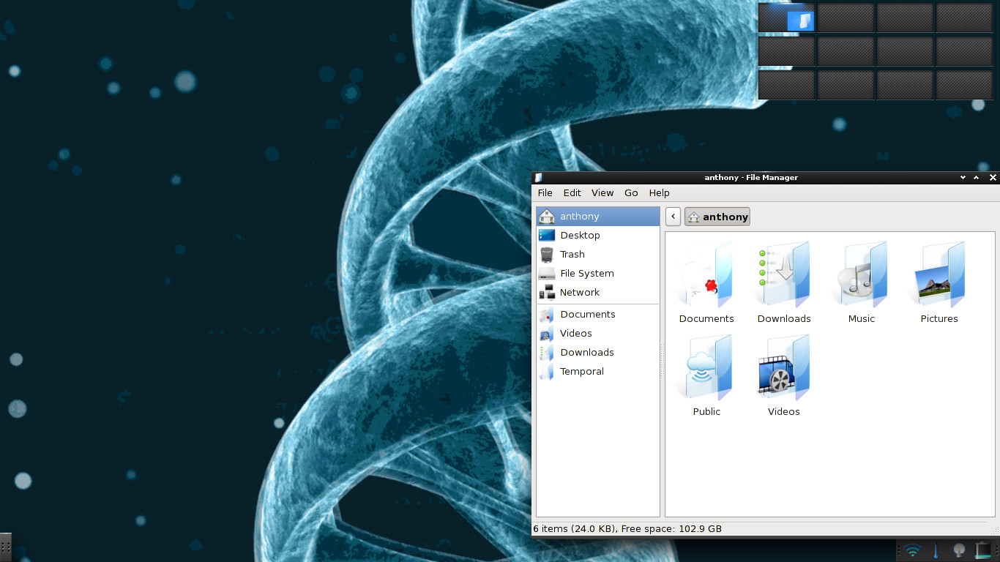 anthony - File Manager
File Edit View Go Help
anthony
Desktop
Trash
File System
Network
Documents
Videos
Downloads
Temporal
anthony
Documents Downloads Music Pictures
Public Videos
6 items (24.0 KB), Free space: 102.9 GB